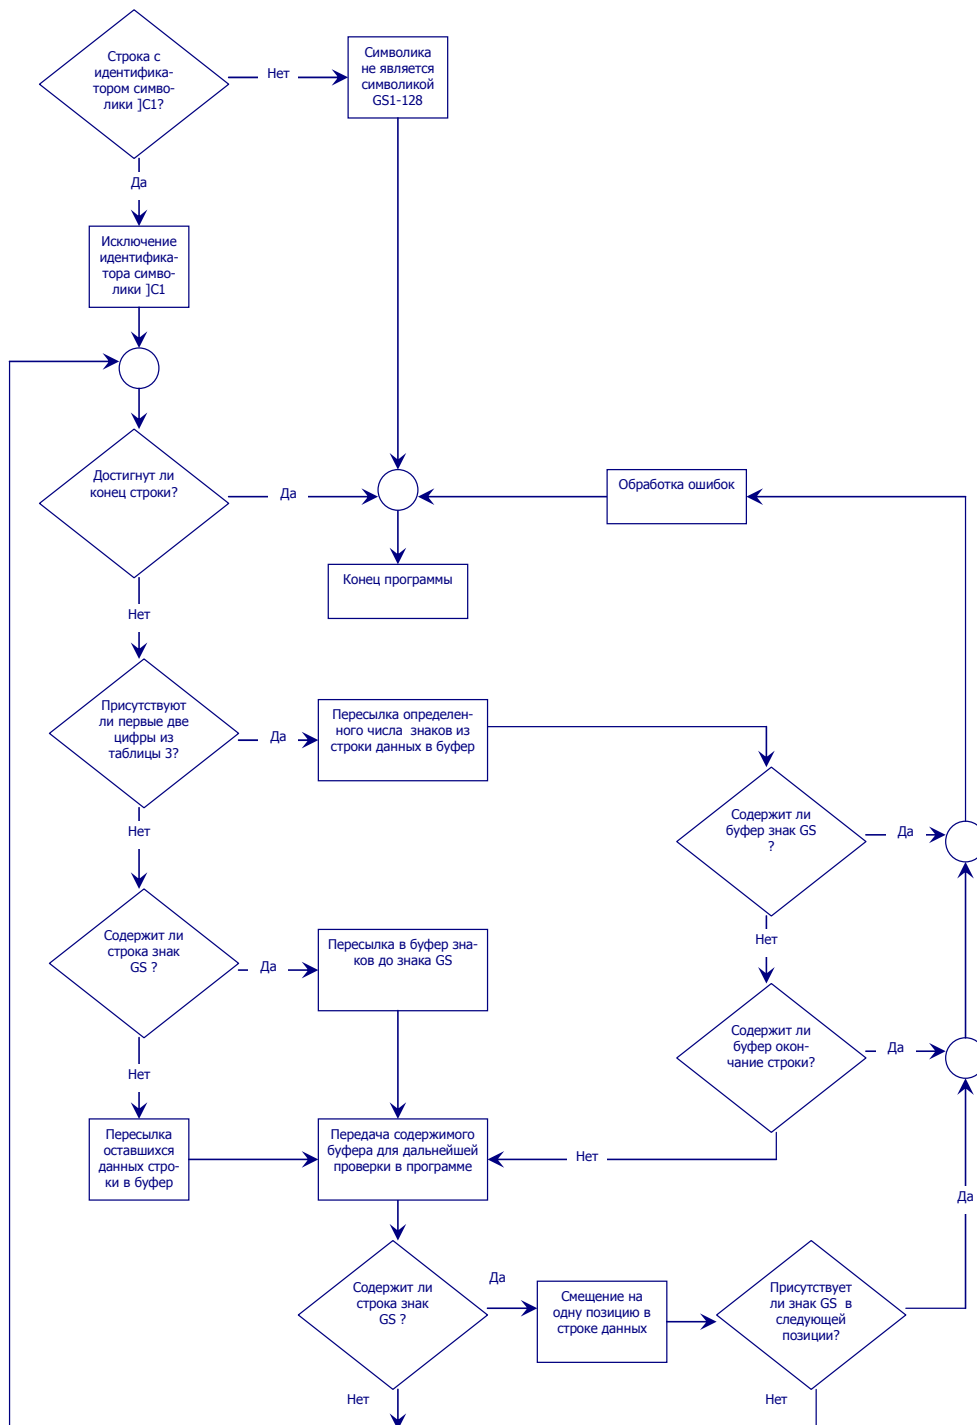 Строка с
идентифика-
тором симво-
лики ]C1?
Нет
Символика
не является
символикой
GS1-128
Да
Исключение
идентифика-
тора симво-
лики ]C1
Достигнут ли
конец строки?
Да
Обработка ошибок
Конец программы
Нет
Присутствуют
ли первые две
цифры из
таблицы 3?
Да
Пересылка определен-
ного числа знаков из
строки данных в буфер
Содержит ли
буфер знак GS
?
Да
Нет
Нет
Содержит ли
строка знак
GS ?
Да
Пересылка в буфер зна-
ков до знака GS
Содержит ли
буфер окон-
чание строки?
Да
Нет
Пересылка
оставшихся
данных стро-
ки в буфер
Передача содержимого
буфера для дальнейшей
проверки в программе
Нет
Да
Содержит ли
строка знак
GS ?
Да
Смещение на
одну позицию в
строке данных
Присутствует
ли знак GS в
следующей
позиции?
Нет
Нет